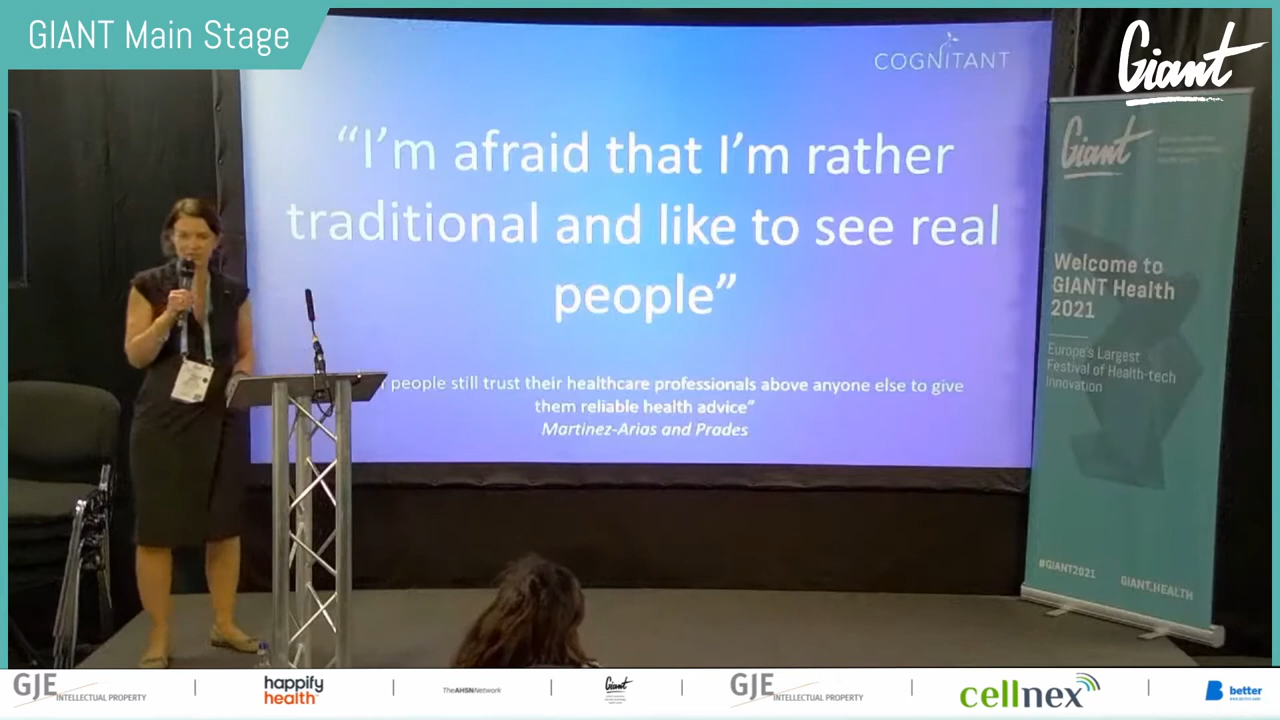 GIANT Main Stage
COGNITANT
Giant
“I’m afraid that I’m rather
traditional and like to see real
people”
people still trust their healthcare professionals above anyone else to give
them reliable health advice”
Martinez-Arias and Prades
Giant
Welcome to
GIANT Health
2021
Europe's Largest
Festival of Health-tech
Innovation
#GIANT2021
GIANT.HEALTH
GJE INTELLECTUAL PROPERTY
happify
health
TheAHSNNetwork
Giant
GJE INTELLECTUAL PROPERTY
cellnex
better